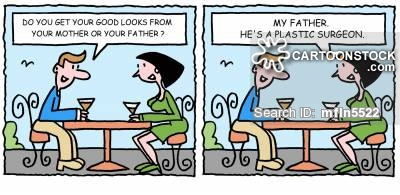 DO YOU GET YOUR GOOD LOOKS FROM
YOUR MOTHER OR YOUR FATHER ?
MY FATHER.
HE'S A PLASTIC SURGEON.
CARTOONSTOCK
.com
Search ID: mfln5522